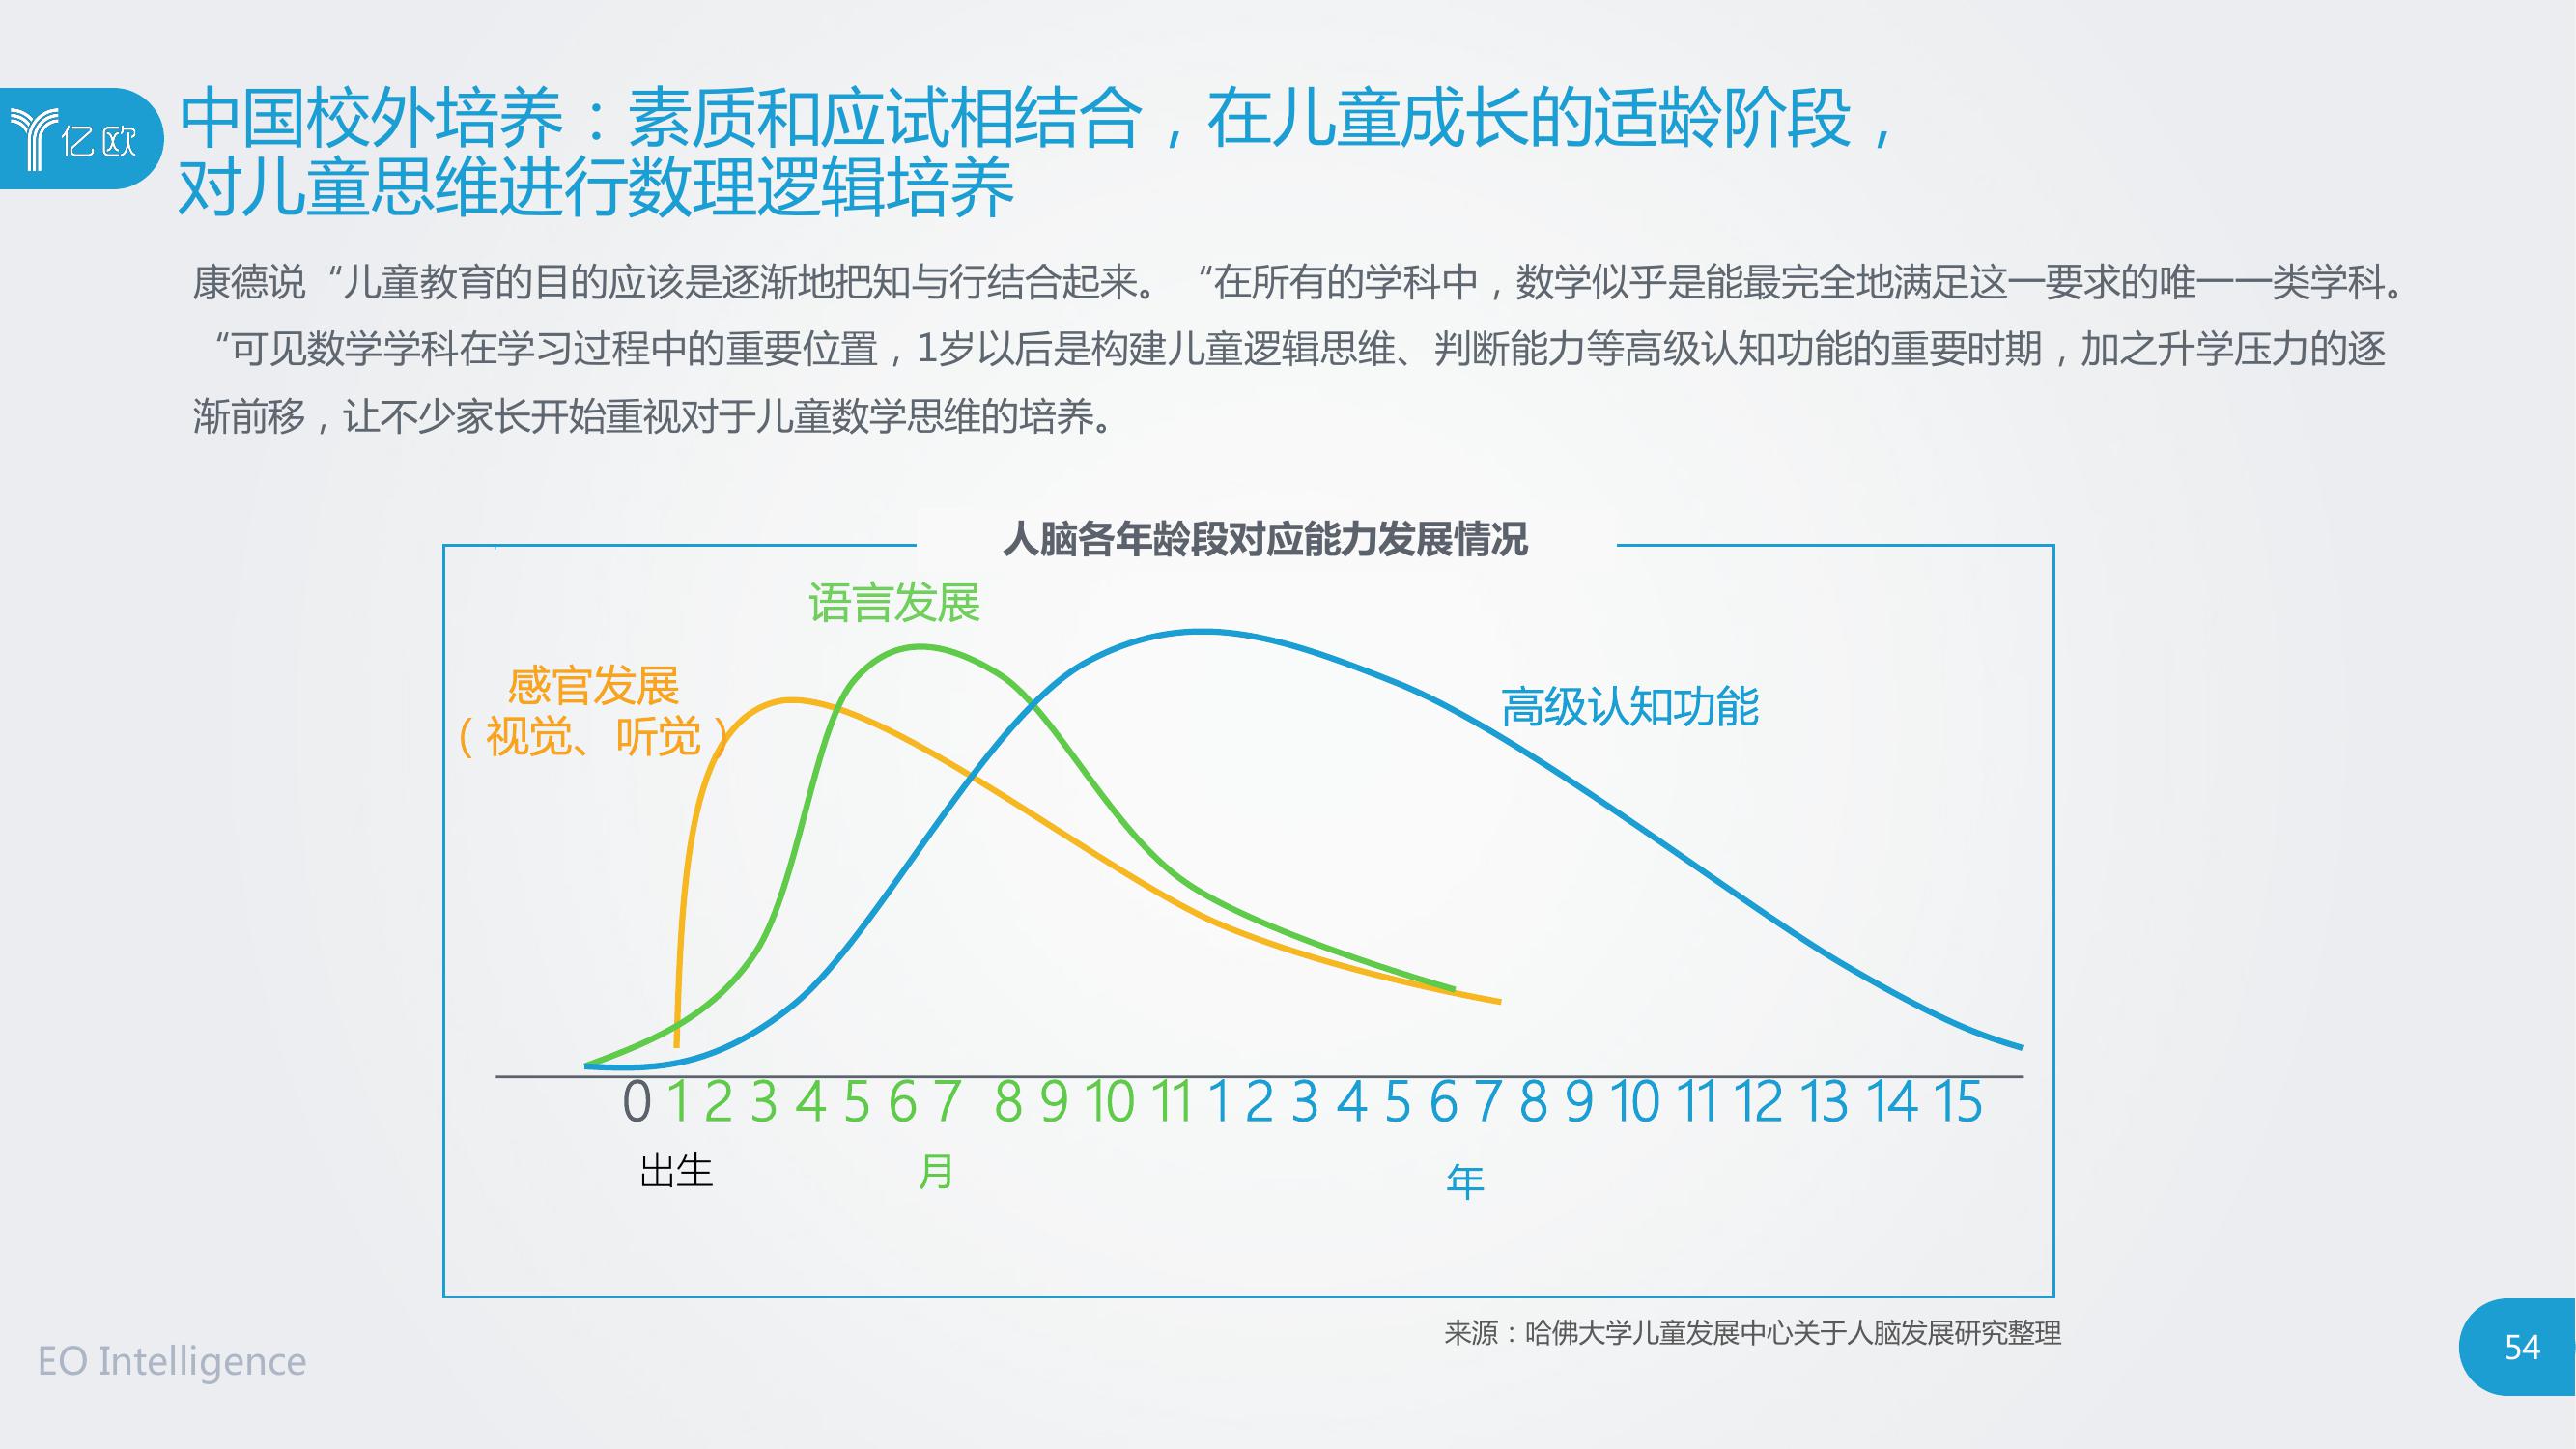 亿欧
中国校外培养：素质和应试相结合，在儿童成长的适龄阶段，
对儿童思维进行数理逻辑培养
康德说“儿童教育的目的应该是逐渐地把知与行结合起来。“在所有的学科中，数学似乎是能最完全地满足这一要求的唯一一类学科。
“可见数学学科在学习过程中的重要位置，1岁以后是构建儿童逻辑思维、判断能力等高级认知功能的重要时期，加之升学压力的逐
渐前移，让不少家长开始重视对于儿童数学思维的培养。
人脑各年龄段对应能力发展情况
语言发展
感官发展
（视觉、听觉）
高级认知功能
0 1 2 3 4 5 6 7 8 9 10 11 1 2 3 4 5 6 7 8 9 10 11 12 13 14 15
出生 月 年
来源：哈佛大学儿童发展中心关于人脑发展研究整理
EO Intelligence
54